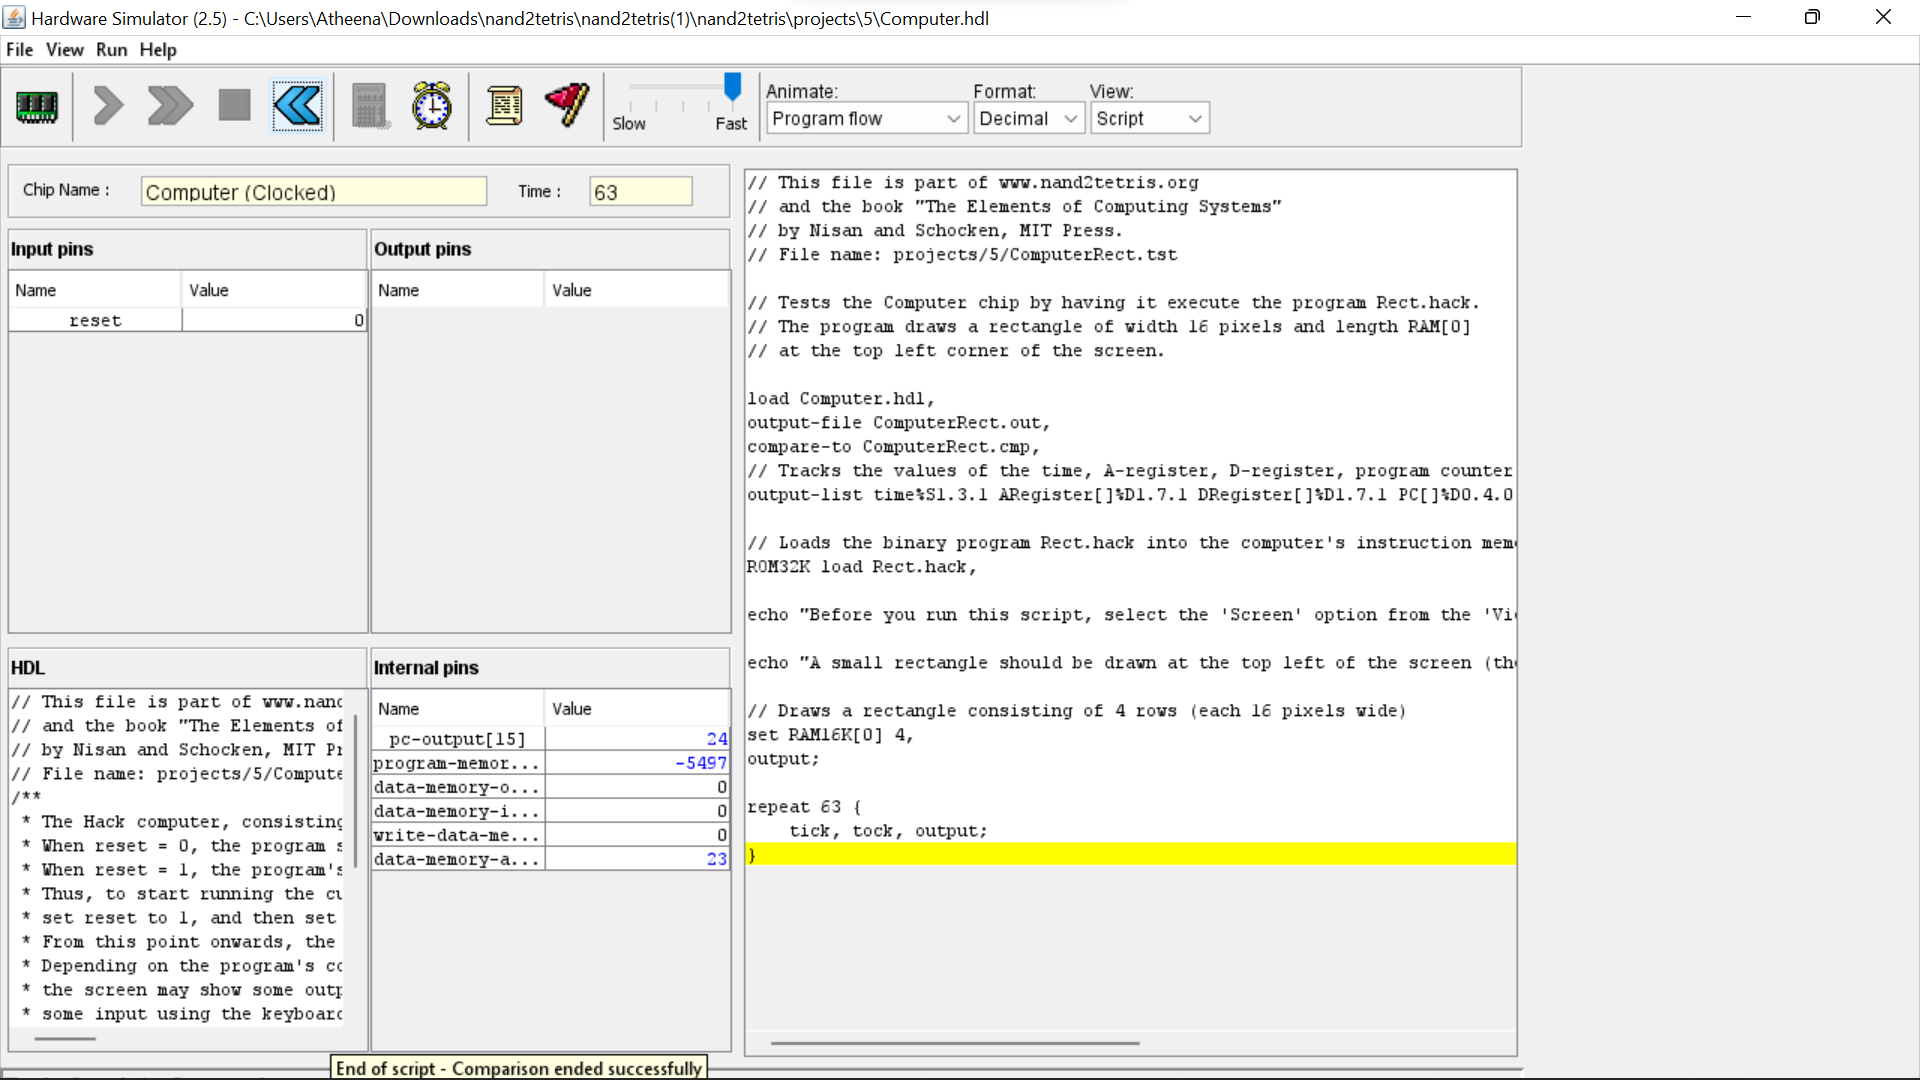 Hardware Simulator (2.5) - C:\Users\Atheena\Downloads\nand2tetris\nand2tetris(1)\nand2tetris\projects\5\Computer.hdl
File View Run Help
Slow Fast
Animate: Format: View:
Program flow Decimal Script
Chip Name : Computer (Clocked) Time : 63
Input pins
Name Value
reset 0
Output pins
Name Value
HDL
// This file is part of www.nand
// and the book "The Elements of
// by Nisan and Schocken, MIT Pr
// File name: projects/5/Compute
/**
* The Hack computer, consisting
* When reset = 0, the program s
* When reset = 1, the program's
* Thus, to start running the cu
* set reset to 1, and then set
* From this point onwards, the
* Depending on the program's co
* the screen may show some outp
* some input using the keyboard
Internal pins
Name Value
pc-output[15] 24
program-memor... -5497
data-memory-o... 0
data-memory-i... 0
write-data-me... 0
data-memory-a... 23
// This file is part of www.nand2tetris.org
// and the book "The Elements of Computing Systems"
// by Nisan and Schocken, MIT Press.
// File name: projects/5/ComputerRect.tst
// Tests the Computer chip by having it execute the program Rect.hack.
// The program draws a rectangle of width 16 pixels and length RAM[0]
// at the top left corner of the screen.
load Computer.hdl,
output-file ComputerRect.out,
compare-to ComputerRect.cmp,
// Tracks the values of the time, A-register, D-register, program counter
output-list time%S1.3.1 ARegister[]%D1.7.1 DRegister[]%D1.7.1 PC[]%D0.4.0
// Loads the binary program Rect.hack into the computer's instruction mem
ROM32K load Rect.hack,
echo "Before you run this script, select the 'Screen' option from the 'Vi
echo "A small rectangle should be drawn at the top left of the screen (th
// Draws a rectangle consisting of 4 rows (each 16 pixels wide)
set RAM16K[0] 4,
output;
repeat 63 {
tick, tock, output;
}
End of script - Comparison ended successfully